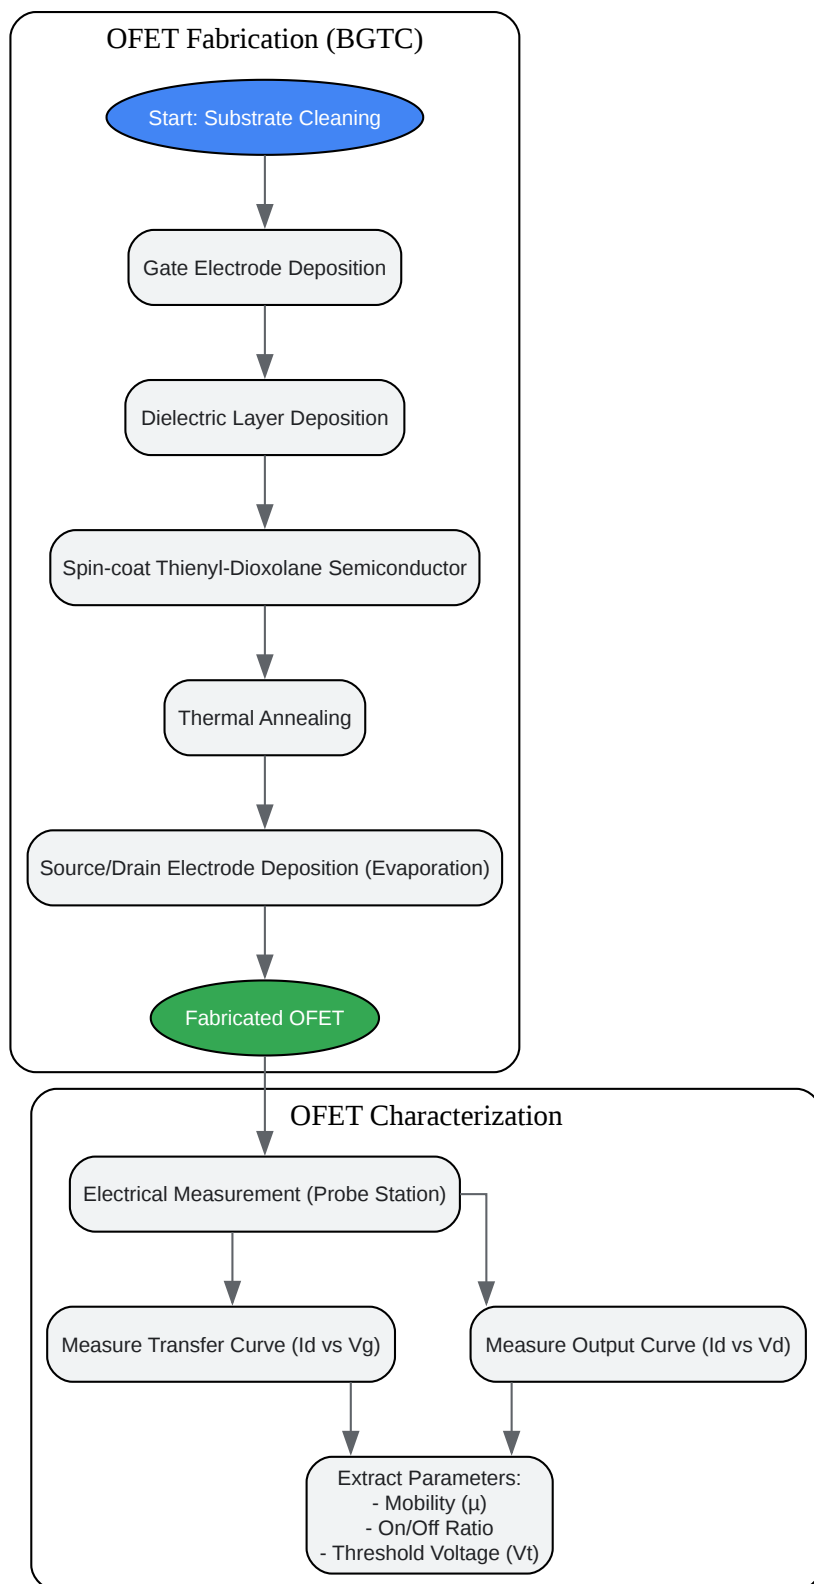 OFET Fabrication (BGTC)
Start: Substrate Cleaning
Gate Electrode Deposition
Dielectric Layer Deposition
Spin-coat Thienyl-Dioxolane Semiconductor
Thermal Annealing
Source/Drain Electrode Deposition (Evaporation)
Fabricated OFET
OFET Characterization
Electrical Measurement (Probe Station)
Measure Transfer Curve (Id vs Vg)
Measure Output Curve (Id vs Vd)
Extract Parameters:
- Mobility (µ)
- On/Off Ratio
- Threshold Voltage (Vt)